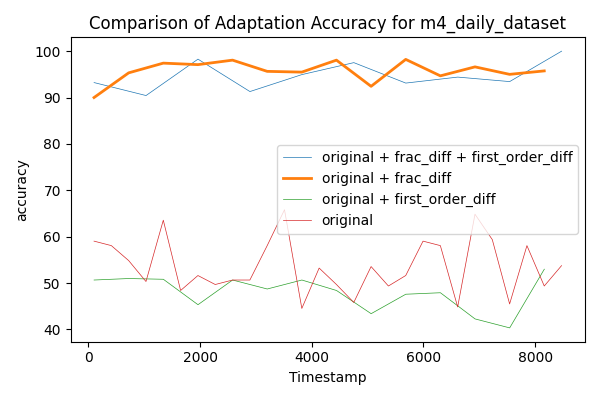 Comparison of Adaptation Accuracy for m4_daily_dataset
100
90
80
70
60
50
40
accuracy
original + frac_diff + first_order_diff
original + frac_diff
original + first_order_diff
original
0 2000 4000 6000 8000
Timestamp